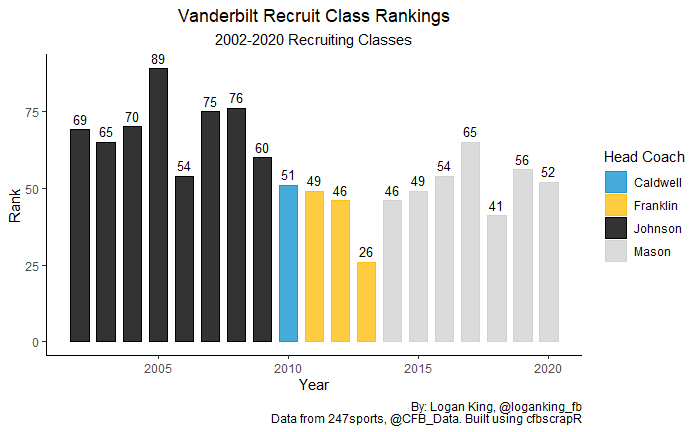 Vanderbilt Recruit Class Rankings
2002-2020 Recruiting Classes
Rank
75
50
25
0
69
65
70
89
54
75
76
60
51
49
46
26
46
49
54
65
41
56
52
2005
2010
2015
2020
Year
Head Coach
Caldwell
Franklin
Johnson
Mason
By: Logan King, @loganking_fb
Data from 247sports, @CFB_Data. Built using cfbscrapR